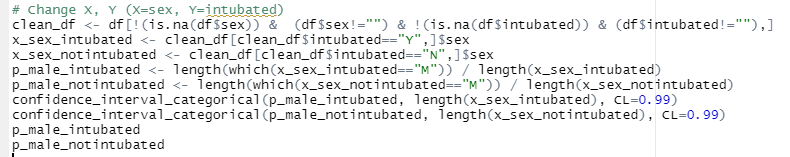 # Change X, Y (X=sex, Y=intubated)
clean_df <- df[!(is.na(df$sex)) &  (df$sex!="") & !(is.na(df$intubated)) & (df$intubated!=""),]
x_sex_intubated <- clean_df[clean_df$intubated=="Y",]$sex
x_sex_notintubated <- clean_df[clean_df$intubated=="N",]$sex
p_male_intubated <- length(which(x_sex_intubated=="M")) / length(x_sex_intubated)
p_male_notintubated <- length(which(x_sex_notintubated=="M")) / length(x_sex_notintubated)
confidence_interval_categorical(p_male_intubated, length(x_sex_intubated), CL=0.99)
confidence_interval_categorical(p_male_notintubated, length(x_sex_notintubated), CL=0.99)
p_male_intubated
p_male_notintubated